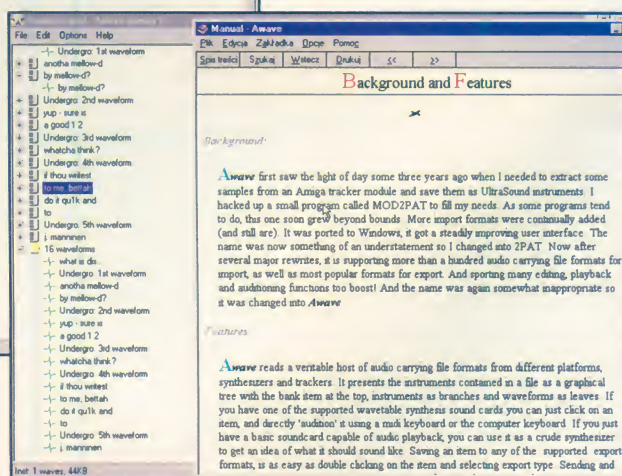 File Edit Options Help
Undergro: 1st waveform
anotha mellow-d
by mellow-d?
by mellow-d?
Undergro: 2nd waveform
yup - sure is
a good 1 2
Undergro: 3rd waveform
whatcha think?
Undergro: 4th waveform
if thou writest
to me, bettah
do it qu1k and
to
Undergro: 5th waveform
j. manninen
16 waveforms
what is dis...
Undergro: 1st waveform
anotha mellow-d
by mellow-d?
Undergro: 2nd waveform
yup - sure is
a good 1 2
Undergro: 3rd waveform
whatcha think?
Undergro: 4th waveform
if thou writest
to me, bettah
do it qu1k and
to
Undergro: 5th waveform
j. manninen
Inst: 1 waves, 44KB
Manual - Awave
Plik Edycja Zakładka Opcje Pomoc
Spis treści Szukaj Wstecz Drukuj << >>
Background and Features
Background:
Awave first saw the light of day some three years ago when I needed to extract some
samples from an Amiga tracker module and save them as UltraSound instruments. I
hacked up a small program called MOD2PAT to fill my needs. As some programs tend
to do, this one soon grew beyond bounds. More import formats were continually added
(and still are). It was ported to Windows, it got a steadily improving user interface. The
name was now something of an understatement so I changed into 2PAT. Now after
several major rewrites, it is supporting more than a hundred audio carrying file formats for
import, as well as most popular formats for export. And sporting many editing, playback
and auditioning functions too boost! And the name was again somewhat inappropriate so
it was changed into Awave
Features
Awave reads a veritable host of audio carrying file formats from different platforms,
synthesizers and trackers. It presents the instruments contained in a file as a graphical
tree with the bank item at the top, instruments as branches and waveforms as leaves. If
you have one of the supported wavetable synthesis sound cards you can just click on an
item, and directly 'audition' it using a midi keyboard or the computer keyboard. If you just
have a basic soundcard capable of audio playback, you can use it as a crude synthesizer
to get an idea of what it should sound like. Saving an item to any of the supported export
formats, is as easy as double clicking on the item and selecting export type. Sending and